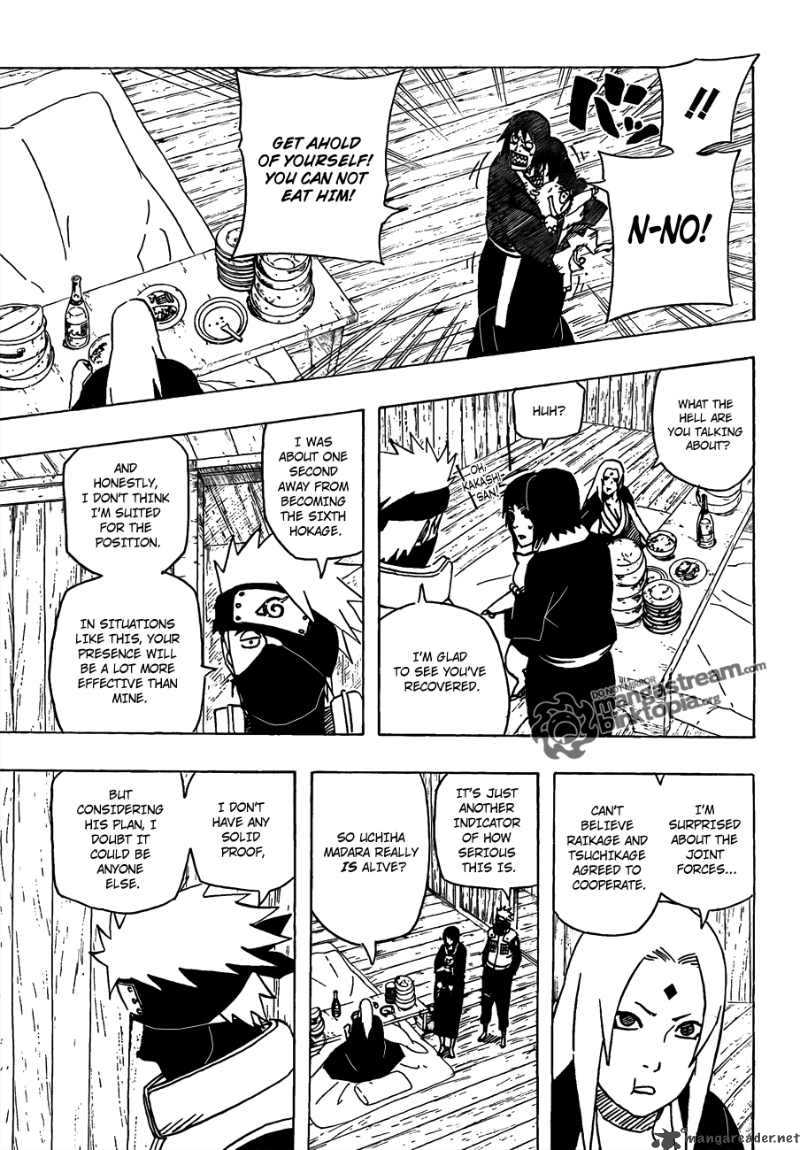 !!
N-NO!
バッ
GET AHOLD
OF YOURSELF!
YOU CAN NOT
EAT HIM!
WHAT THE
HELL ARE
YOU TALKING
ABOUT?
HUH?
OH,
KAKASHI-
SAN!
I'M GLAD
TO SEE YOU'VE
RECOVERED.
I WAS
ABOUT ONE
SECOND
AWAY FROM
BECOMING
THE SIXTH
HOKAGE.
AND
HONESTLY,
I DON'T THINK
I'M SUITED
FOR THE
POSITION.
IN SITUATIONS
LIKE THIS, YOUR
PRESENCE WILL
BE A LOT MORE
EFFECTIVE THAN
MINE.
DO NOT MIRROR
mangastream.com
binktopia.org
I'M
SURPRISED
ABOUT THE
JOINT
FORCES...
CAN'T
BELIEVE
RAIKAGE AND
TSUCHIKAGE
AGREED TO
COOPERATE.
IT'S JUST
ANOTHER
INDICATOR
OF HOW
SERIOUS
THIS IS.
SO UCHIHA
MADARA REALLY
IS ALIVE?
I DON'T
HAVE ANY
SOLID
PROOF,
BUT
CONSIDERING
HIS PLAN, I
DOUBT IT
COULD BE
ANYONE
ELSE.
mangareader.net